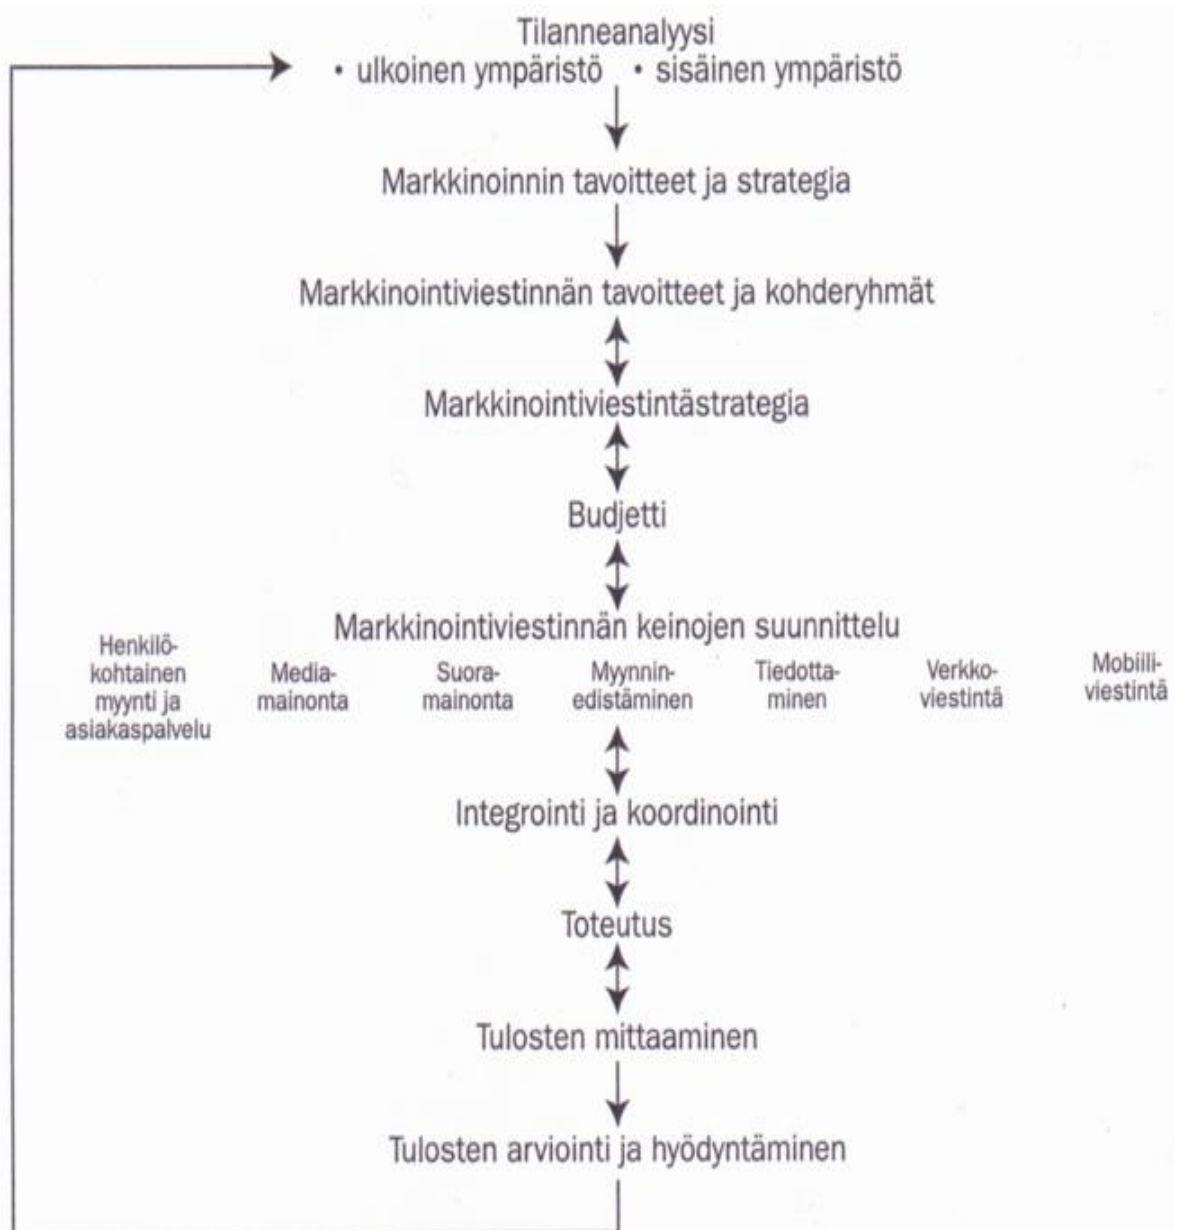 Tilanneanalyysi
• ulkoinen ympäristö • sisäinen ympäristö
Markkinoinnin tavoitteet ja strategia
Markkinointiviestinnän tavoitteet ja kohderyhmät
Markkinointiviestintästrategia
Budjetti
Markkinointiviestinnän keinojen suunnittelu
Henkilö-
kohtainen
myynti ja
asiakaspalvelu
Media-
mainonta
Suora-
mainonta
Myynnin-
edistäminen
Tiedotta-
minen
Verkko-
viestintä
Mobiili-
viestintä
Integrointi ja koordinointi
Toteutus
Tulosten mittaaminen
Tulosten arviointi ja hyödyntäminen